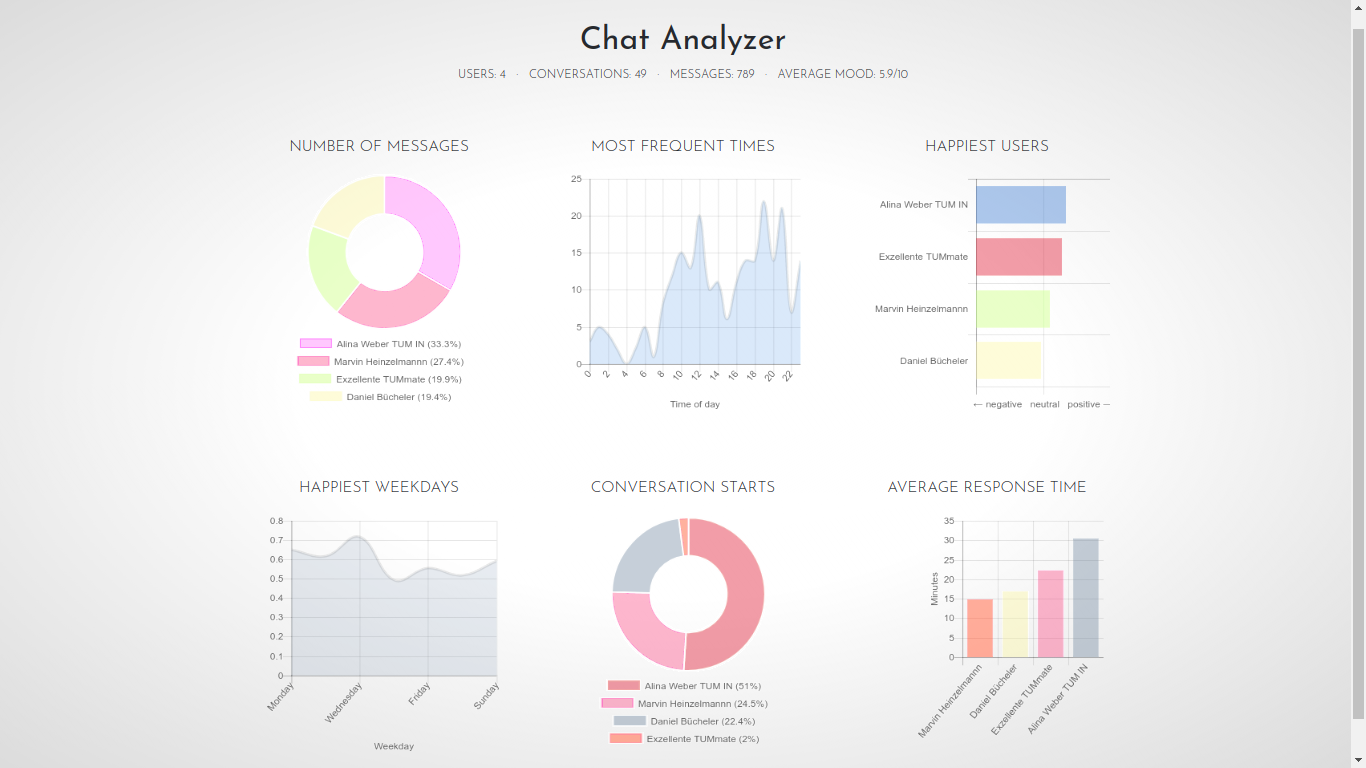 Chat Analyzer
USERS: 4 · CONVERSATIONS: 49 · MESSAGES: 789 · AVERAGE MOOD: 5.9/10
NUMBER OF MESSAGES
Alina Weber TUM IN (33.3%)
Marvin Heinzelmannn (27.4%)
Exzellente TUMmate (19.9%)
Daniel Bücheler (19.4%)
MOST FREQUENT TIMES
25
20
15
10
5
0
0 2 4 6 8 10 12 14 16 18 20 22
Time of day
HAPPIEST USERS
Alina Weber TUM IN
Exzellente TUMmate
Marvin Heinzelmannn
Daniel Bücheler
← negative neutral positive —
HAPPIEST WEEKDAYS
0.8
0.7
0.6
0.5
0.4
0.3
0.2
0.1
0
Monday Wednesday Friday Sunday
Weekday
CONVERSATION STARTS
Alina Weber TUM IN (51%)
Marvin Heinzelmannn (24.5%)
Daniel Bücheler (22.4%)
Exzellente TUMmate (2%)
AVERAGE RESPONSE TIME
Minutes
35
30
25
20
15
10
5
0
Marvin Heinzelmannn Daniel Bücheler Exzellente TUMmate Alina Weber TUM IN